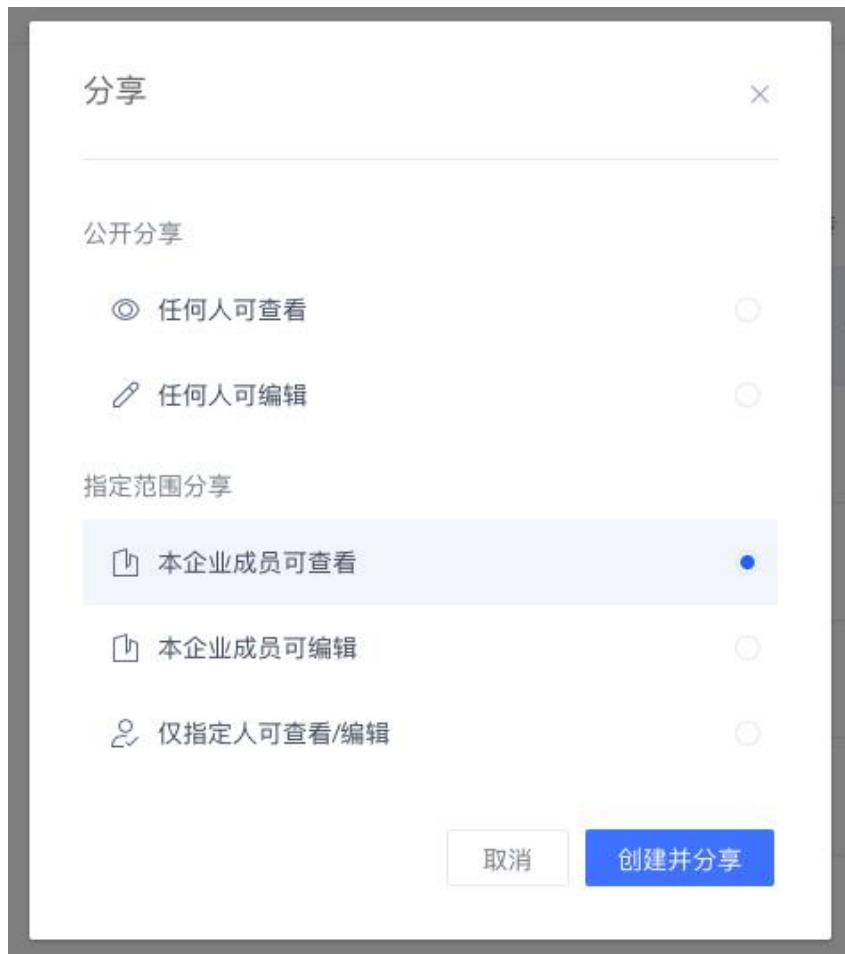 分享
公开分享
任何人可查看
任何人可编辑
指定范围分享
本企业成员可查看
本企业成员可编辑
仅指定人可查看/编辑
取消
创建并分享